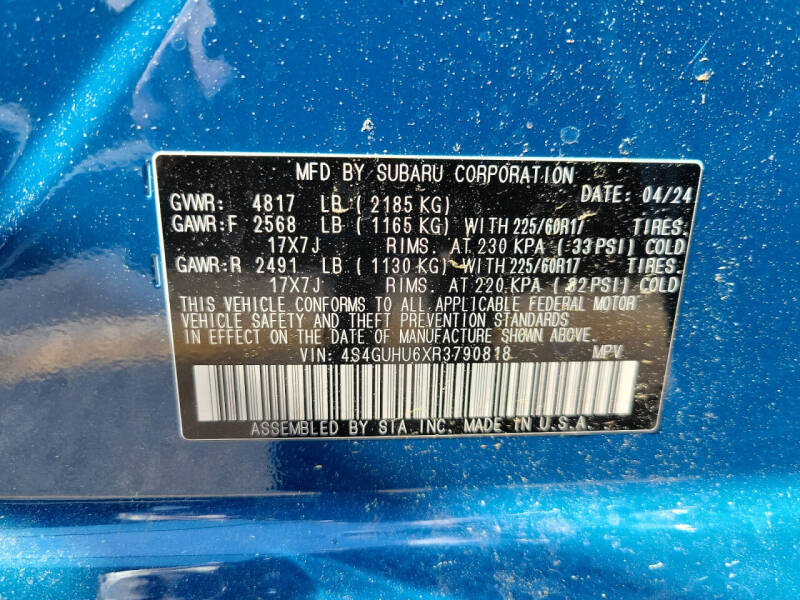 MFD BY SUBARU CORPORATION
GVWR: 4817 LB ( 2185 KG) DATE: 04/24
GAWR:F 2568 LB ( 1165 KG) WITH 225/60R17 TIRES.
17X7J RIMS. AT 230 KPA ( 33 PSI) COLD
GAWR:R 2491 LB ( 1130 KG) WITH 225/60R17 TIRES.
17X7J RIMS. AT 220 KPA ( 32 PSI) COLD
THIS VEHICLE CONFORMS TO ALL APPLICABLE FEDERAL MOTOR
VEHICLE SAFETY AND THEFT PREVENTION STANDARDS
IN EFFECT ON THE DATE OF MANUFACTURE SHOWN ABOVE.
VIN: 4S4GUHU6XR3790818 MPV
ASSEMBLED BY SIA,INC. MADE IN U.S.A.